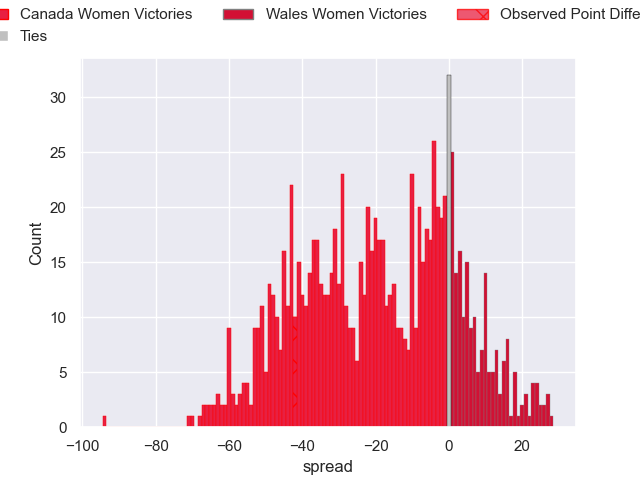 Canada Women Victories
Wales Women Victories
Observed Point Diffe
Ties
Count
30
25
20
15
10
5
0
−100
−80
−60
−40
−20
0
20
spread